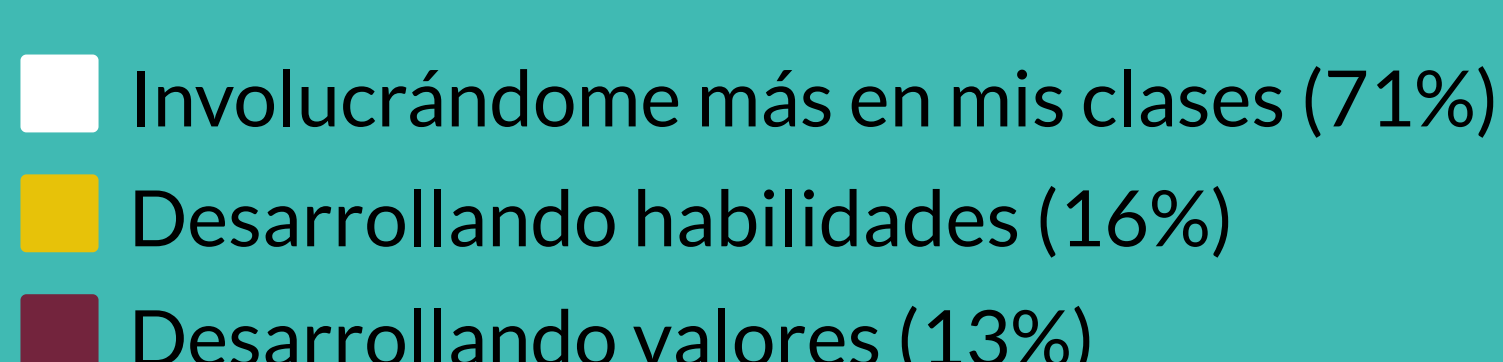 Involucrándome más en mis clases (71%)
Desarrollando habilidades (16%)
Desarrollando valores (13%)